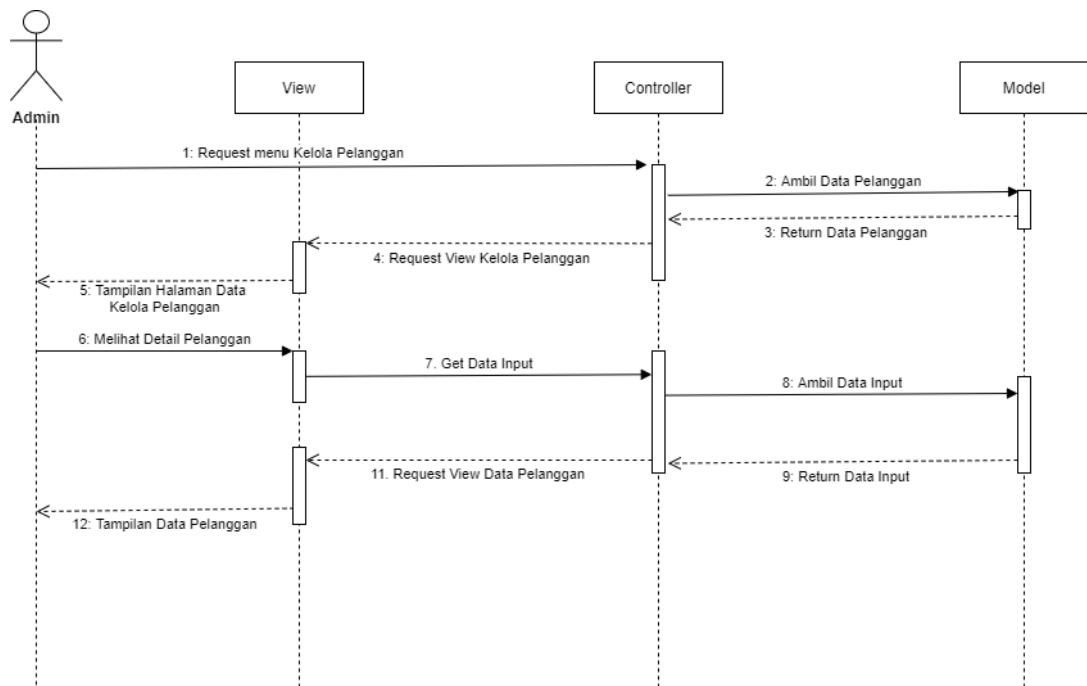 View
Controller
Model
Admin
1: Request menu Kelola Pelanggan
2: Ambil Data Pelanggan
3: Return Data Pelanggan
4: Request View Kelola Pelanggan
5: Tampilan Halaman Data
Kelola Pelanggan
6: Melihat Detail Pelanggan
7. Get Data Input
8: Ambil Data Input
9: Return Data Input
11. Request View Data Pelanggan
12: Tampilan Data Pelanggan